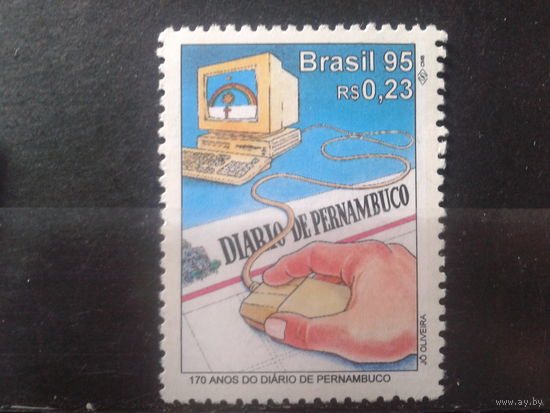 Brasil 95
R$0,23
DIARIO DE PERNAMBUCO
JÔ OLIVEIRA
170 ANOS DO DIÁRIO DE PERNAMBUCO
www.ay.by